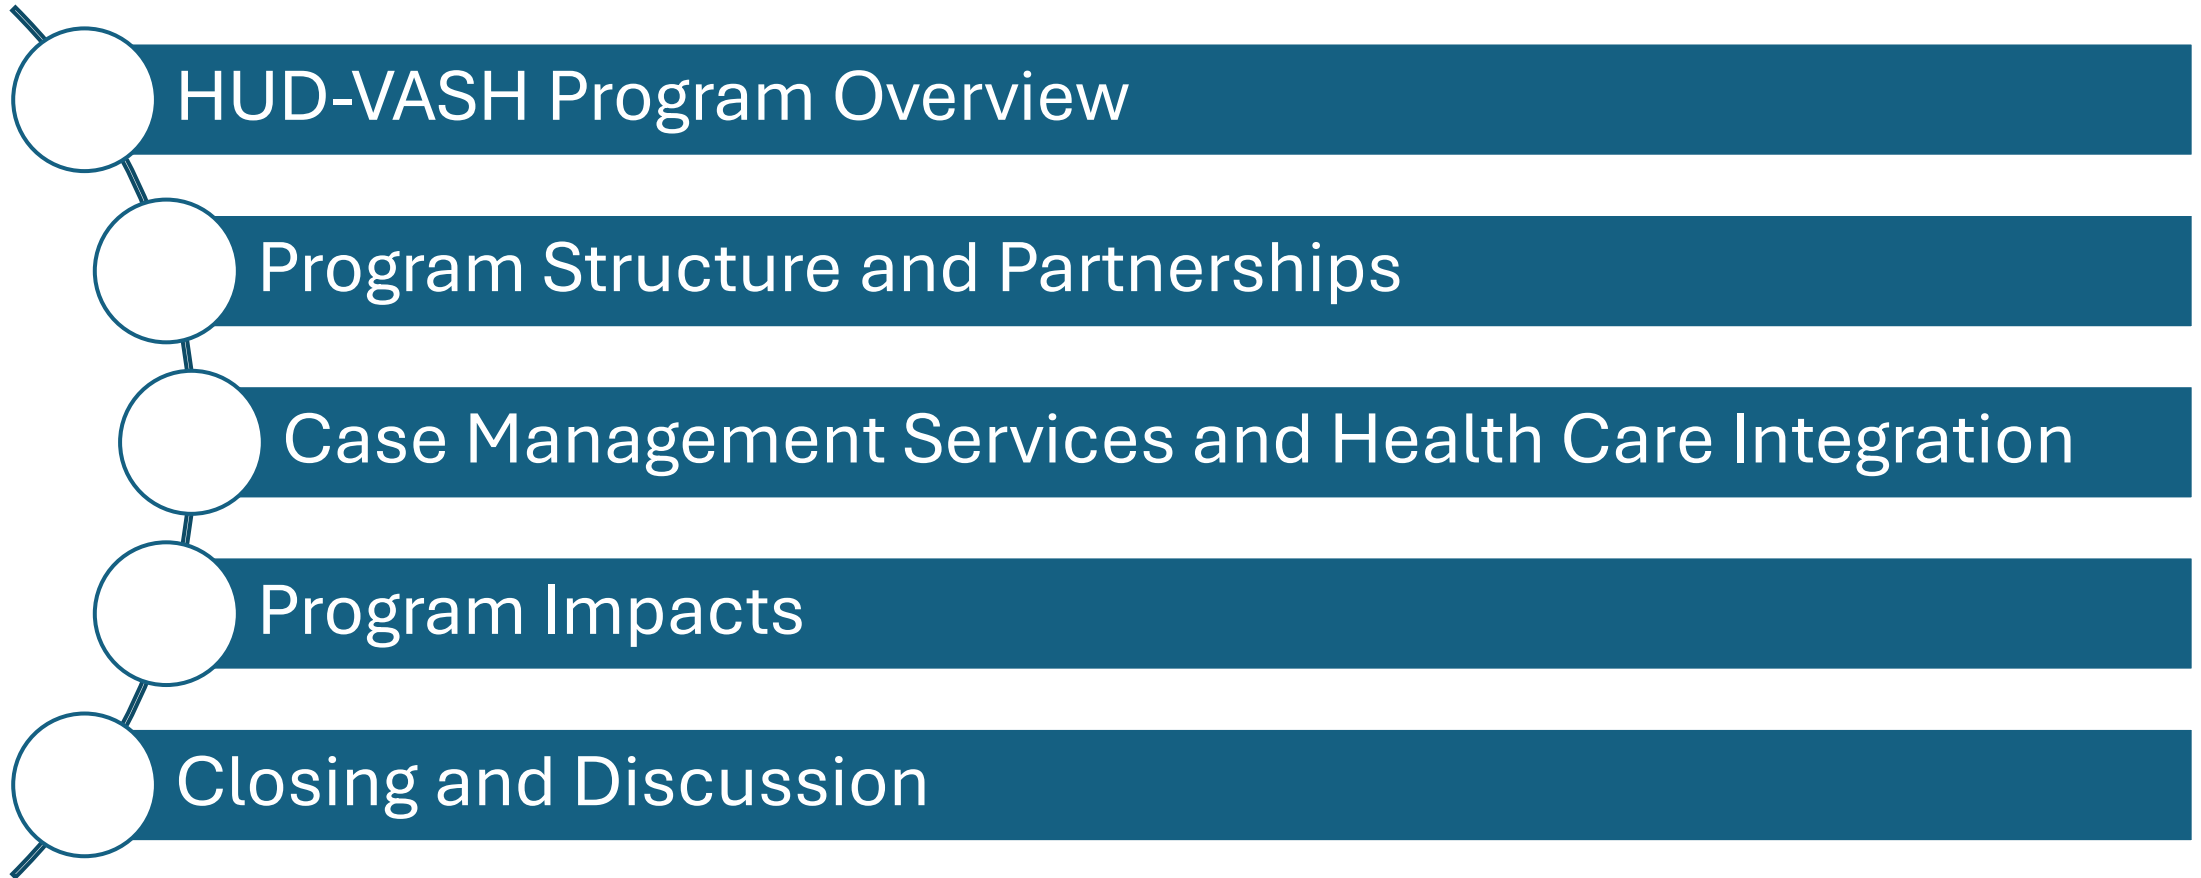 HUD-VASH Program Overview
Program Structure and Partnerships
Case Management Services and Health Care Integration
Program Impacts
Closing and Discussion